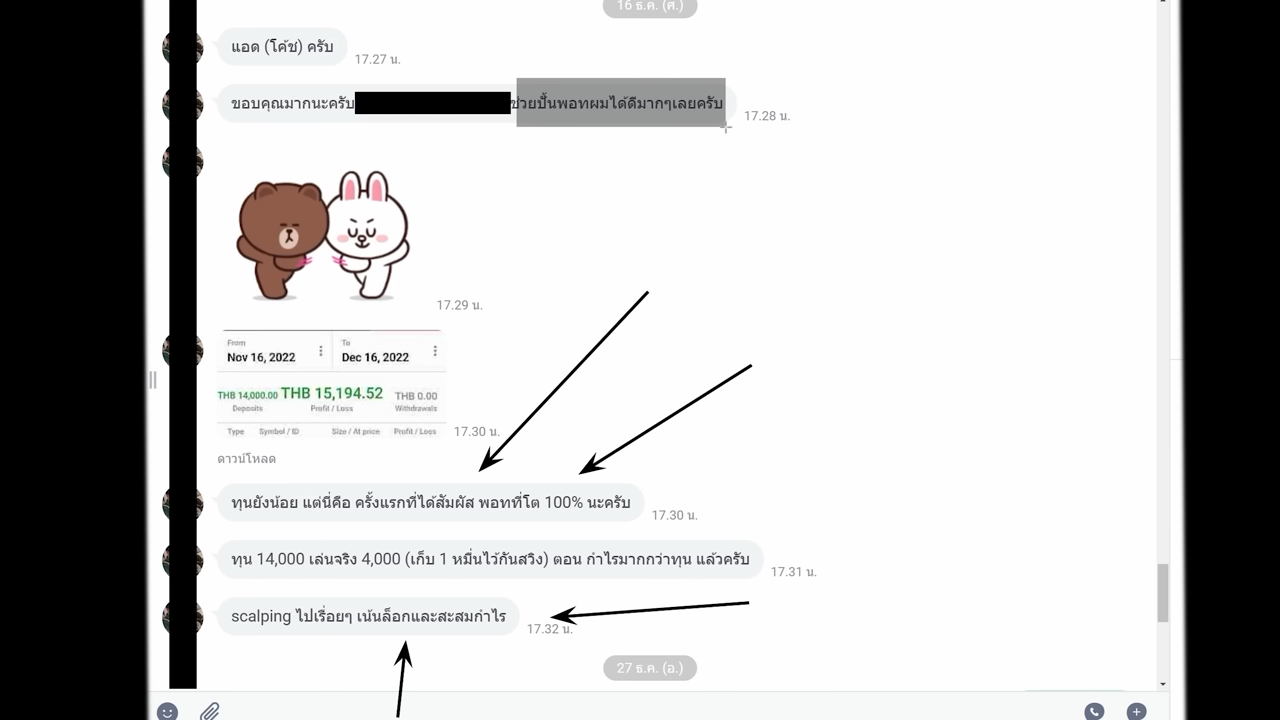 16 ธ.ค. (ศ.)
แอด (โค้ช) ครับ
17.27 น.
ขอบคุณมากนะครับ
ช่วยปั้นพอทผมได้ดีมากๆเลยครับ
17.28 น.
17.29 น.
From
To
Nov 16, 2022
Dec 16, 2022
THB 14,000.00 THB 15,194.52 THB 0.00
Deposits Profit / Loss Withdrawals
Type Symbol / ID Size / At price Profit / Loss
17.30 น.
ดาวน์โหลด
ทุนยังน้อย แต่นี่คือ ครั้งแรกที่ได้สัมผัส พอทที่โต 100% นะครับ
17.30 น.
ทุน 14,000 เล่นจริง 4,000 (เก็บ 1 หมื่นไว้กันสวิง) ตอน กำไรมากกว่าทุน แล้วครับ
17.31 น.
scalping ไปเรื่อยๆ เน้นล็อกและสะสมกำไร
17.32 น.
27 ธ.ค. (อ.)